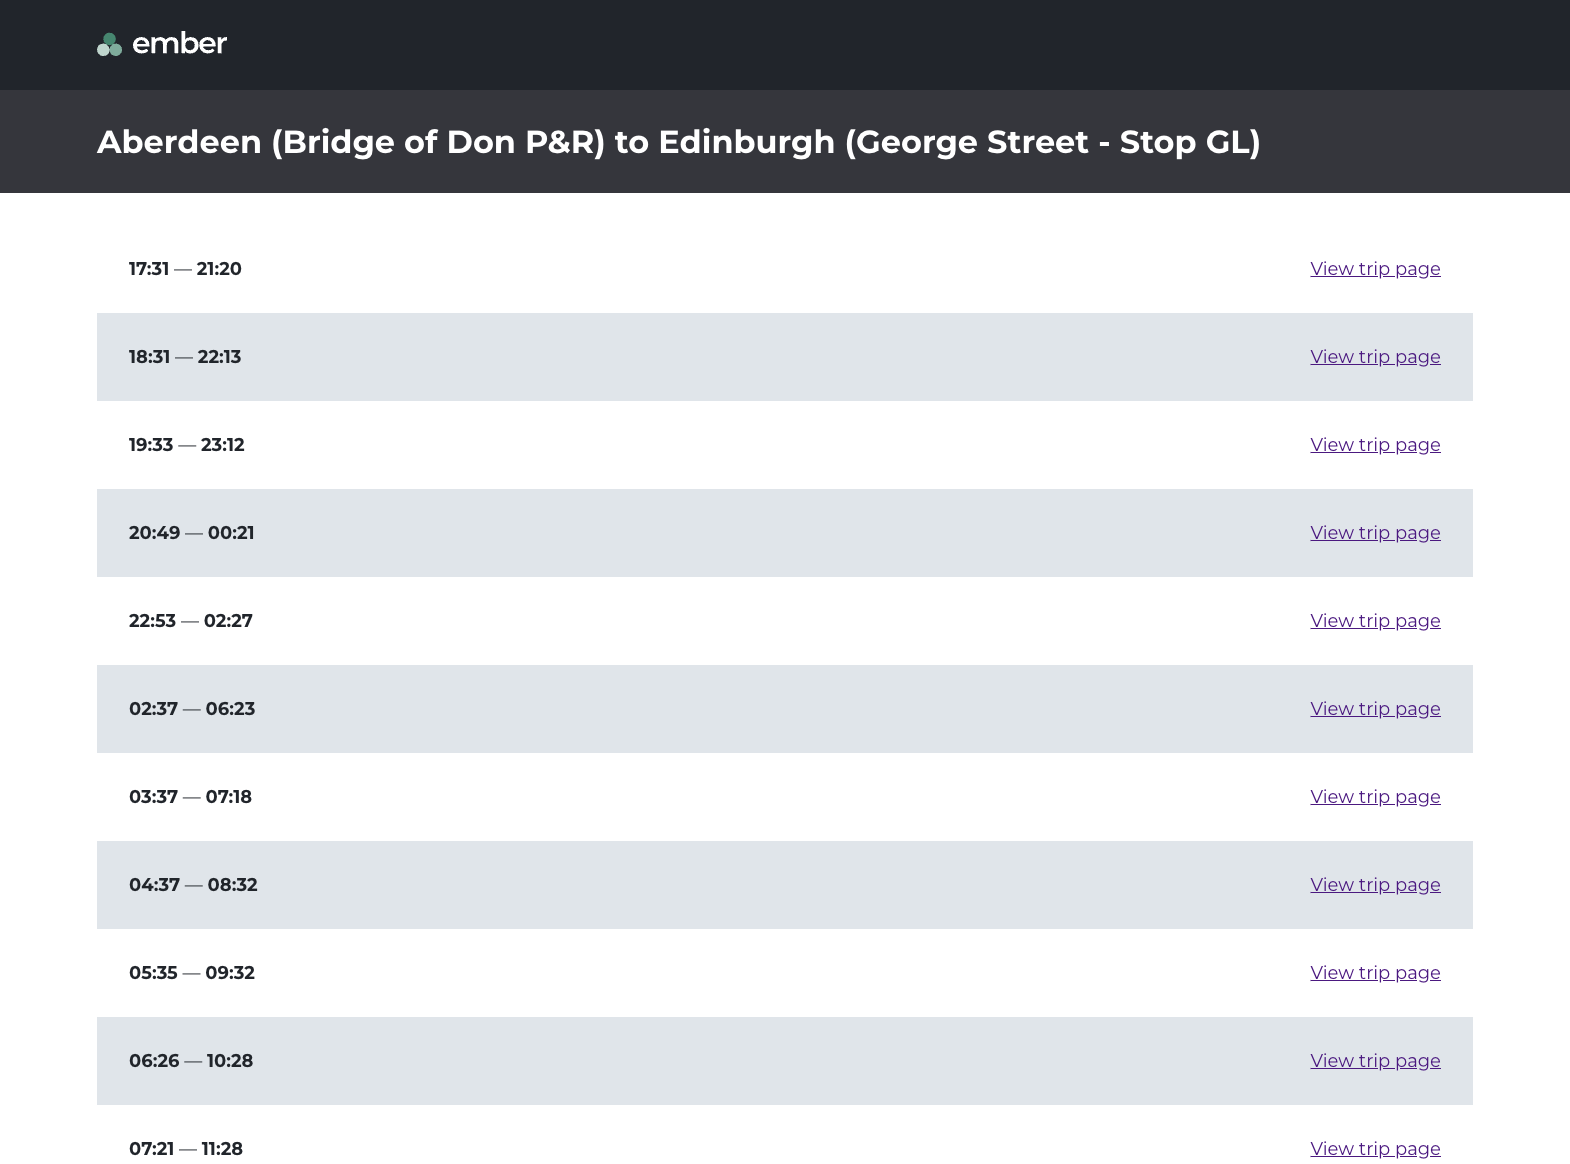 ember
Aberdeen (Bridge of Don P&R) to Edinburgh (George Street - Stop GL)
17:31 — 21:20 View trip page
18:31 — 22:13 View trip page
19:33 — 23:12 View trip page
20:49 — 00:21 View trip page
22:53 — 02:27 View trip page
02:37 — 06:23 View trip page
03:37 — 07:18 View trip page
04:37 — 08:32 View trip page
05:35 — 09:32 View trip page
06:26 — 10:28 View trip page
07:21 — 11:28 View trip page